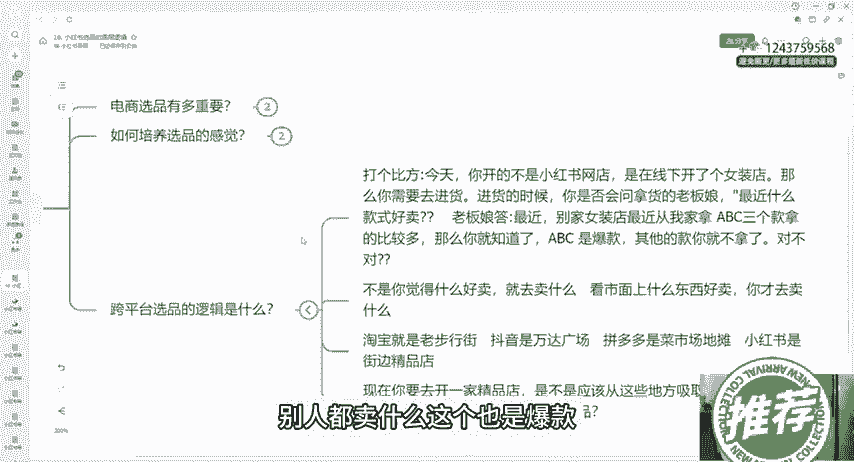 1243759568
电商选品有多重要?
2
如何培养选品的感觉?
2
打个比方:今天，你开的不是小红书网店，是在线下开了个女装店。那
么你需要去进货。进货的时候，你是否会问拿货的老板娘，"最近什么
款式好卖?? 老板娘答:最近，别家女装店最近从我家拿 ABC三个款拿
的比较多，那么你就知道了，ABC 是爆款，其他的款你就不拿了。对不
对??
跨平台选品的逻辑是什么?
不是你觉得什么好卖，就去卖什么 看市面上什么东西好卖，你才去卖
什么
淘宝就是老步行街 抖音是万达广场 拼多多是菜市场地摊 小红书是
街边精品店
现在你要去开一家精品店，是不是应该从这些地方吸取
品?
别人都卖什么这个也是爆款
NEW ARRIVAL COLLECTION
推荐
200%